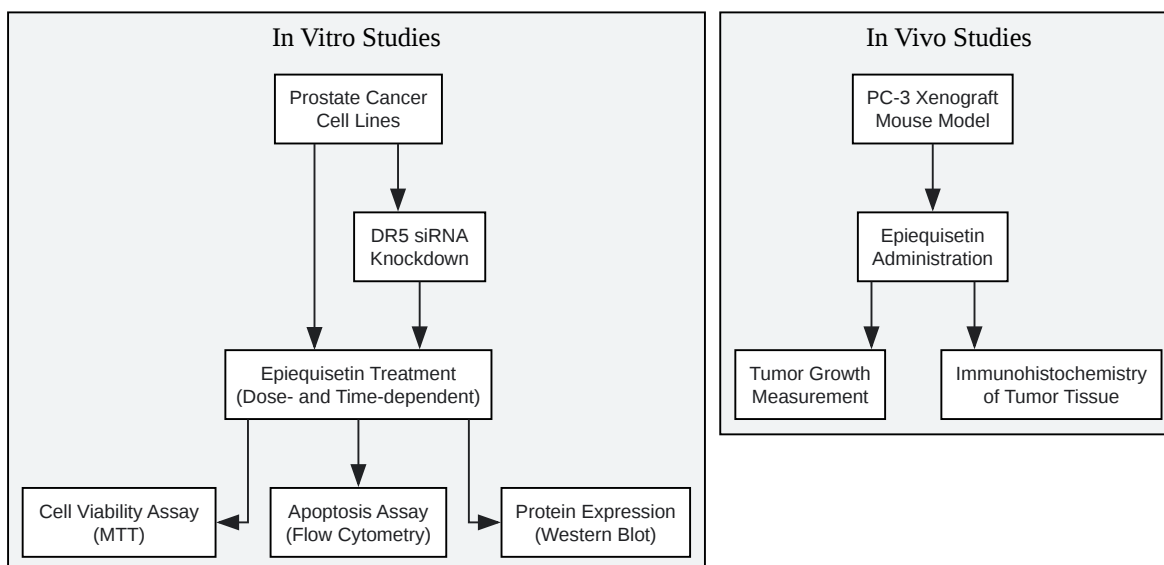 In Vitro Studies
Prostate Cancer
Cell Lines
DR5 siRNA
Knockdown
Epiequisetin Treatment
(Dose- and Time-dependent)
Cell Viability Assay
(MTT)
Apoptosis Assay
(Flow Cytometry)
Protein Expression
(Western Blot)
In Vivo Studies
PC-3 Xenograft
Mouse Model
Epiequisetin
Administration
Tumor Growth
Measurement
Immunohistochemistry
of Tumor Tissue